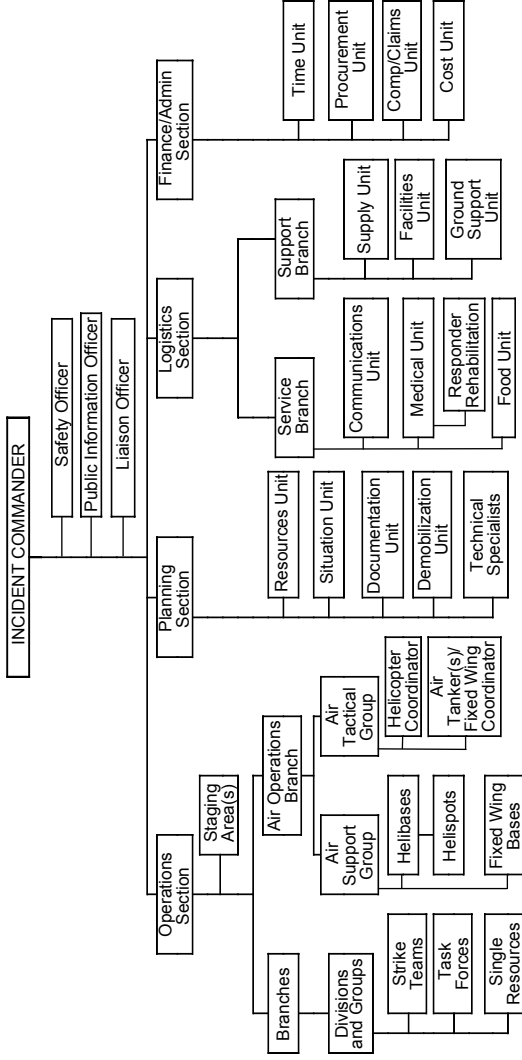 INCIDENT COMMANDER
Safety Officer
Public Information Officer
Liaison Officer
Operations
Section
Planning
Section
Logistics
Section
Finance/Admin
Section
Staging
Area(s)
Branches
Air Operations
Branch
Divisions
and Groups
Strike
Teams
Task
Forces
Single
Resources
Air
Support
Group
Helibases
Helispots
Fixed Wing
Bases
Air
Tactical
Group
Helicopter
Coordinator
Air
Tanker(s)/
Fixed Wing
Coordinator
Resources Unit
Situation Unit
Documentation
Unit
Demobilization
Unit
Technical
Specialists
Service
Branch
Communications
Unit
Medical Unit
Responder
Rehabilitation
Food Unit
Support
Branch
Supply Unit
Facilities
Unit
Ground
Support
Unit
Time Unit
Procurement
Unit
Comp/Claims
Unit
Cost Unit